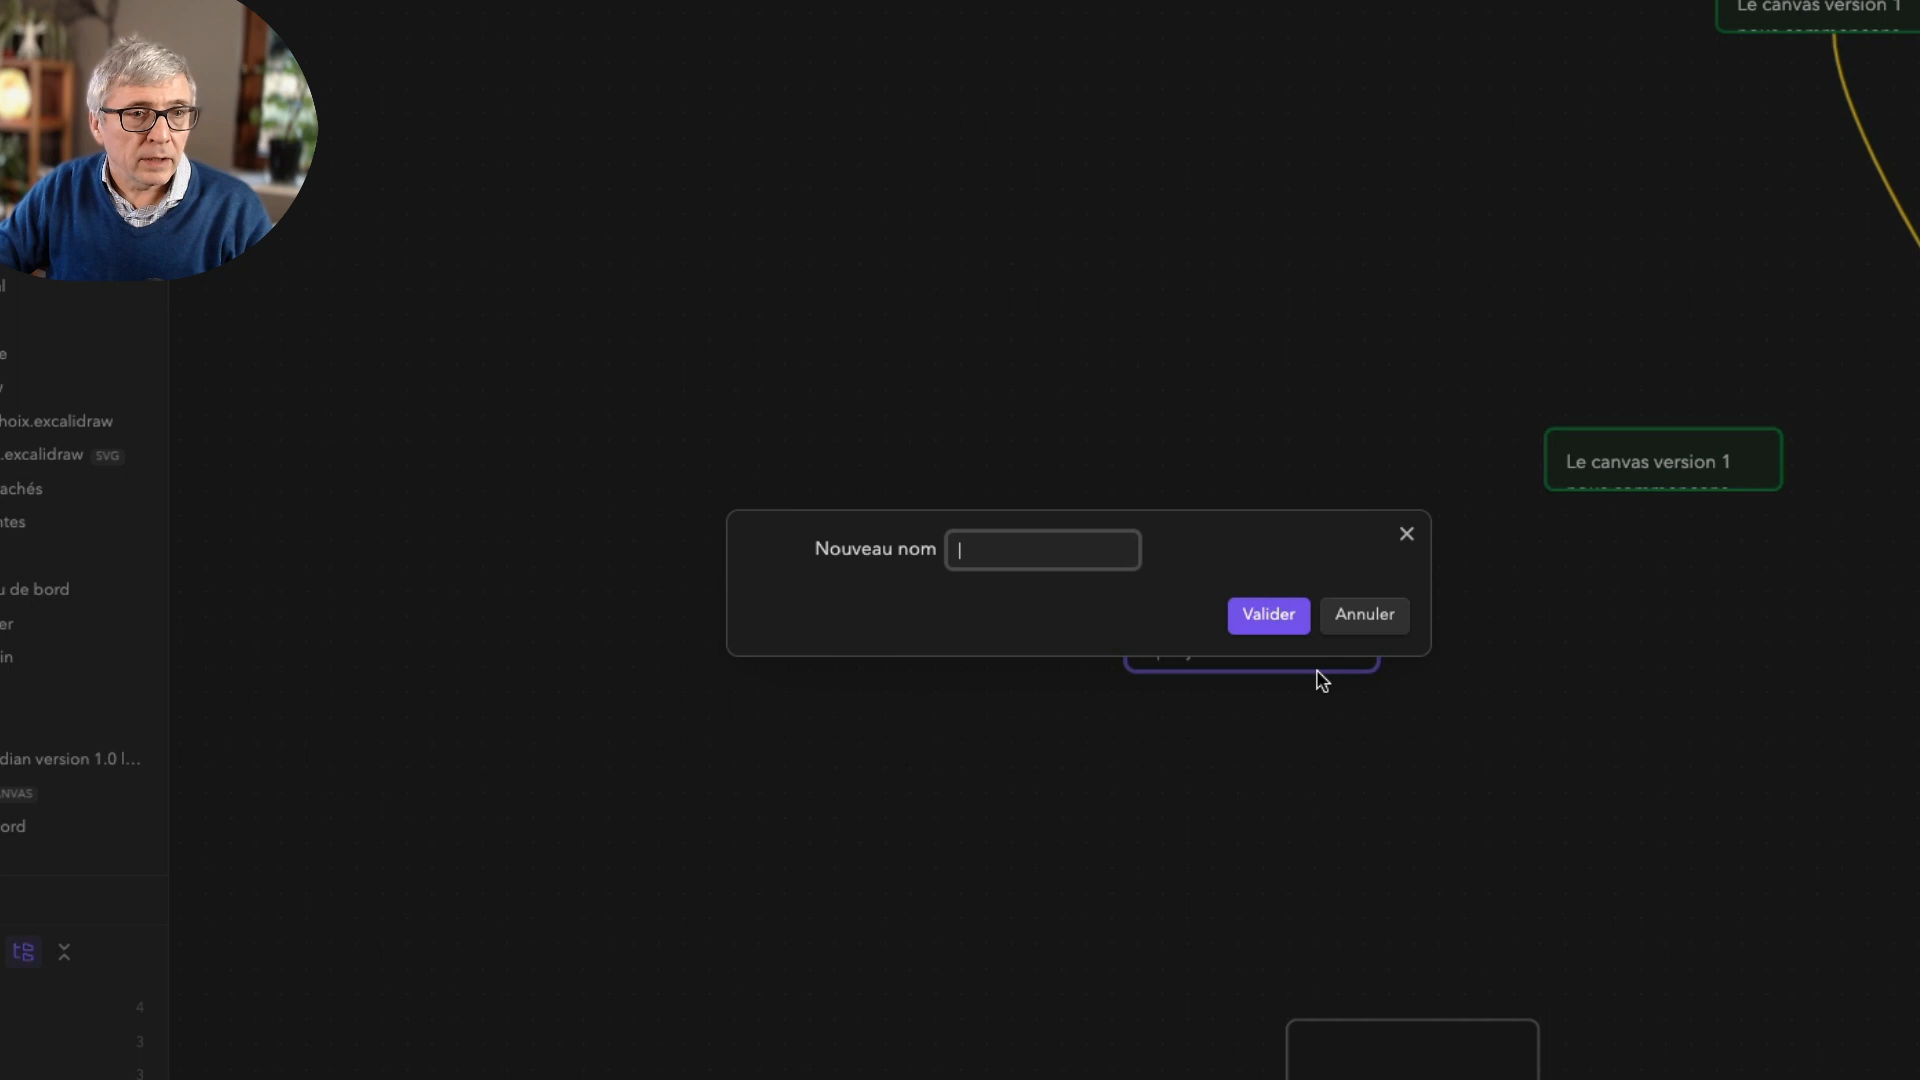 Le canvas version 1
hoix.excalidraw
.excalidraw SVG
achés
ntes
Le canvas version 1
Nouveau nom
u de bord
Valider
Annuler
er
in
dian version 1.0 l...
NVAS
ord
4
3
3